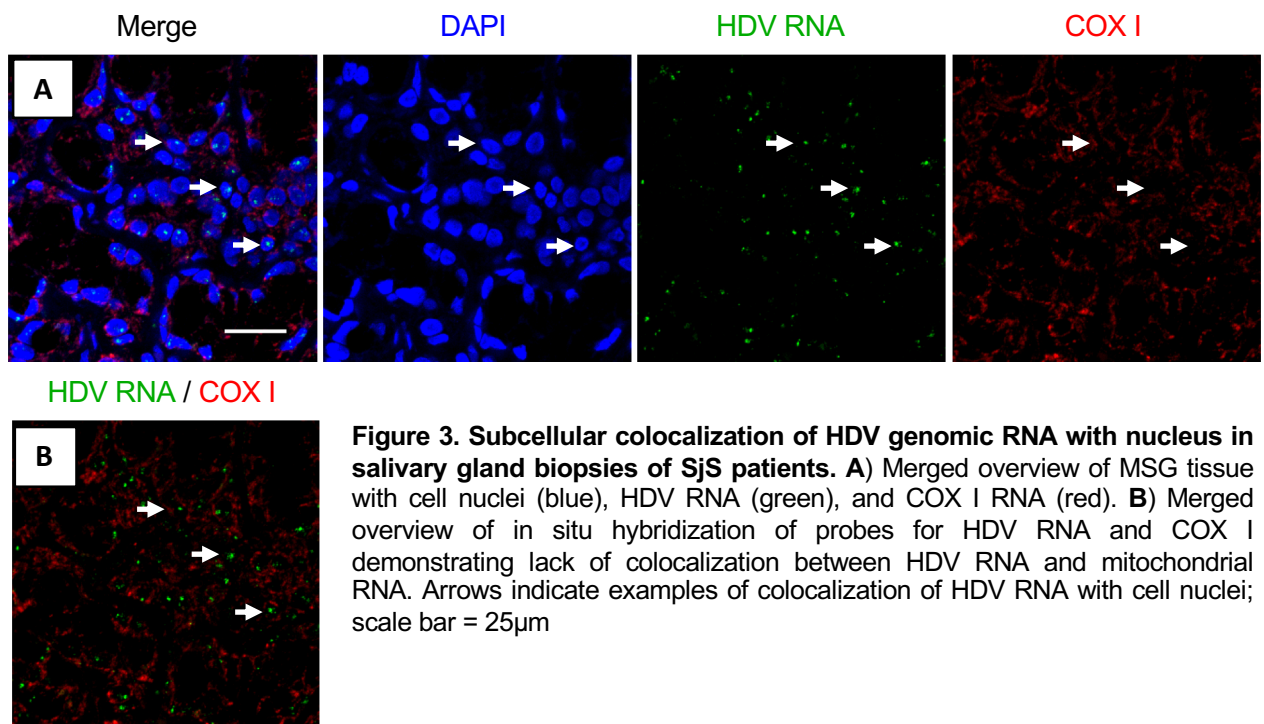 Merge
DAPI
HDV RNA
COX I
A
HDV RNA / COX I
B
Figure 3. Subcellular colocalization of HDV genomic RNA with nucleus in
salivary gland biopsies of SjS patients. A) Merged overview of MSG tissue
with cell nuclei (blue), HDV RNA (green), and COX I RNA (red). B) Merged
overview of in situ hybridization of probes for HDV RNA and COX I
demonstrating lack of colocalization between HDV RNA and mitochondrial
RNA. Arrows indicate examples of colocalization of HDV RNA with cell nuclei;
scale bar = 25µm